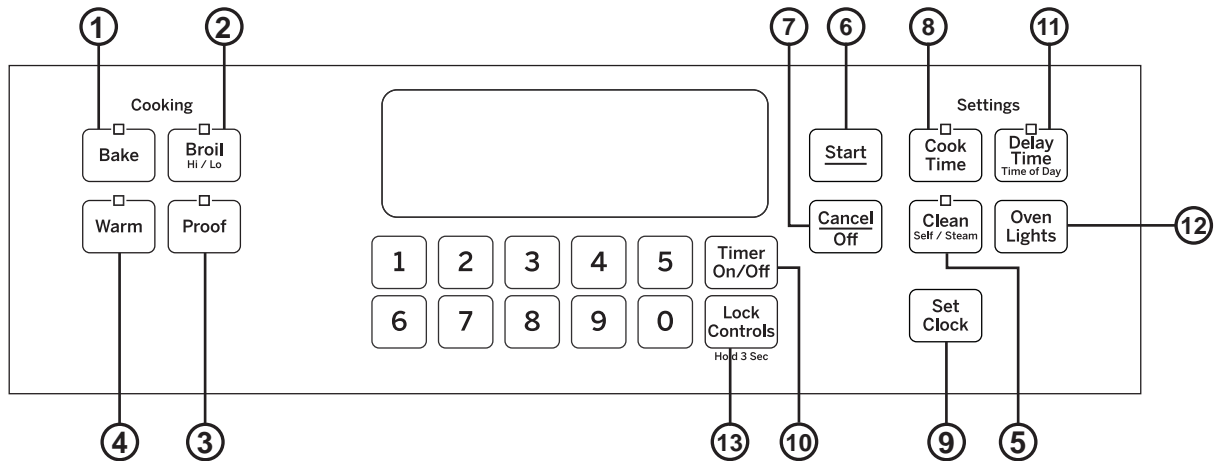 1
2
7
6
8
11
Cooking
Settings
Bake
Broil
Hi / Lo
Start
Cook
Time
Delay
Time
Time of Day
Warm
Proof
Cancel
Off
Clean
Self / Steam
Oven
Lights
12
1 2 3 4 5
Timer
On/Off
6 7 8 9 0
Lock
Controls
Hold 3 Sec
Set
Clock
4
3
13
10
9
5